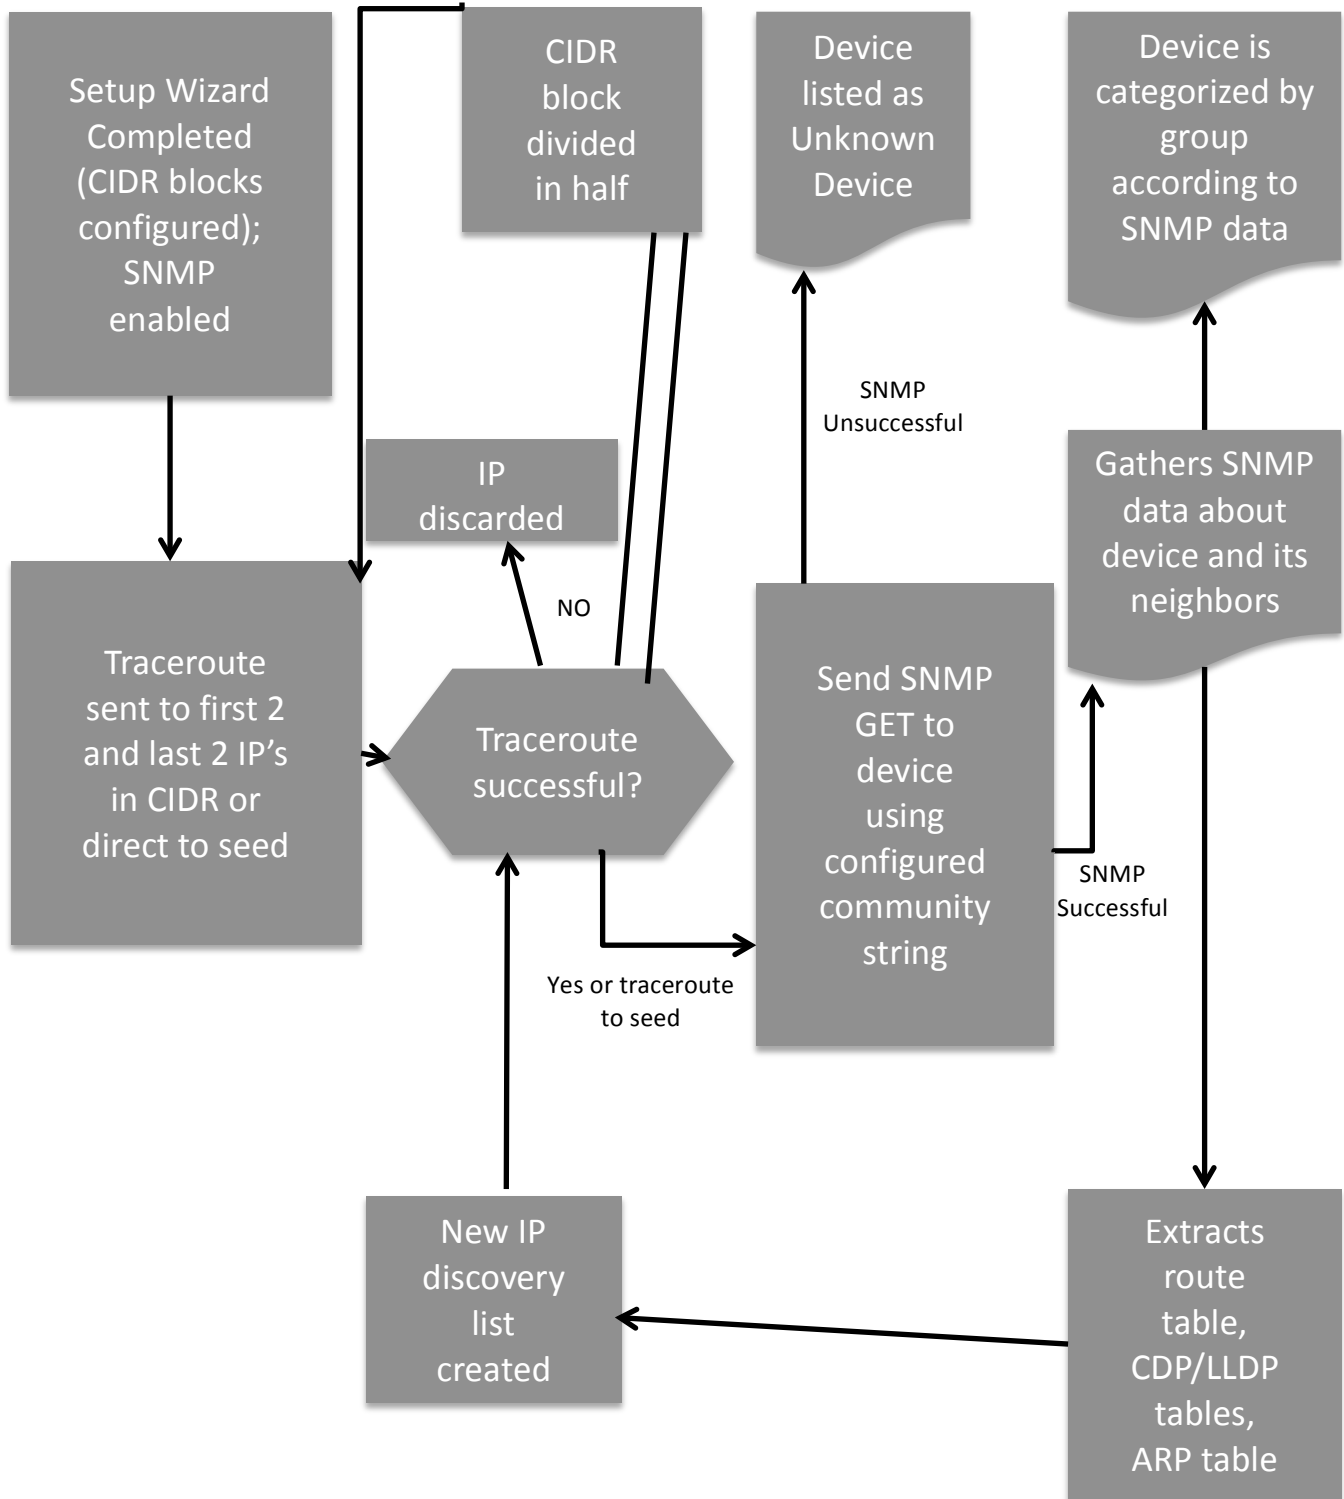 Setup Wizard
Completed
(CIDR blocks
configured);
SNMP
enabled
CIDR
block
divided
in half
Device
listed as
Unknown
Device
Device is
categorized by
group
according to
SNMP data
SNMP
Unsuccessful
IP
discarded
NO
Gathers SNMP
data about
device and its
neighbors
Traceroute
sent to first 2
and last 2 IP’s
in CIDR or
direct to seed
Traceroute
successful?
Send SNMP
GET to
device
using
configured
community
string
SNMP
Successful
Yes or traceroute
to seed
New IP
discovery
list
created
Extracts
route
table,
CDP/LLDP
tables,
ARP table